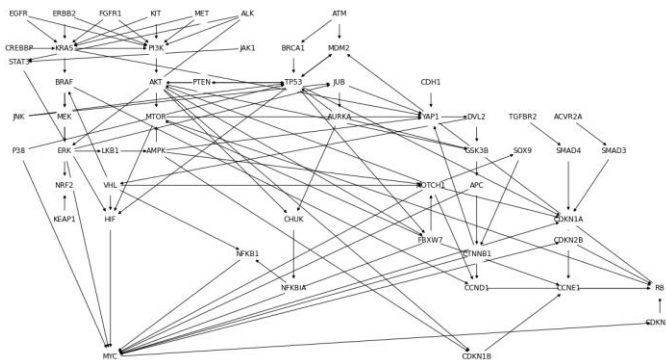 EGFR ERBB2 FGFR1 KIT MET ALK ATM
CREBBP KRAS PI3K JAK1 BRCA1 MDM2
STAT3
BRAF AKT PTEN TP53 JUB CDH1
JNK MEK MTOR AURKA YAP1 DVL2 TGFBR2 ACVR2A
P38 ERK LKB1 AMPK GSK3B SOX9 SMAD4 SMAD3
NRF2 VHL NOTCH1 APC
KEAP1 HIF CHUK CDKN1A
FBXW7 CDKN2B
NFKB1 CTNNB1
NFKBIA CCND1 CCNE1 RB
CDKN
MYC CDKN1B